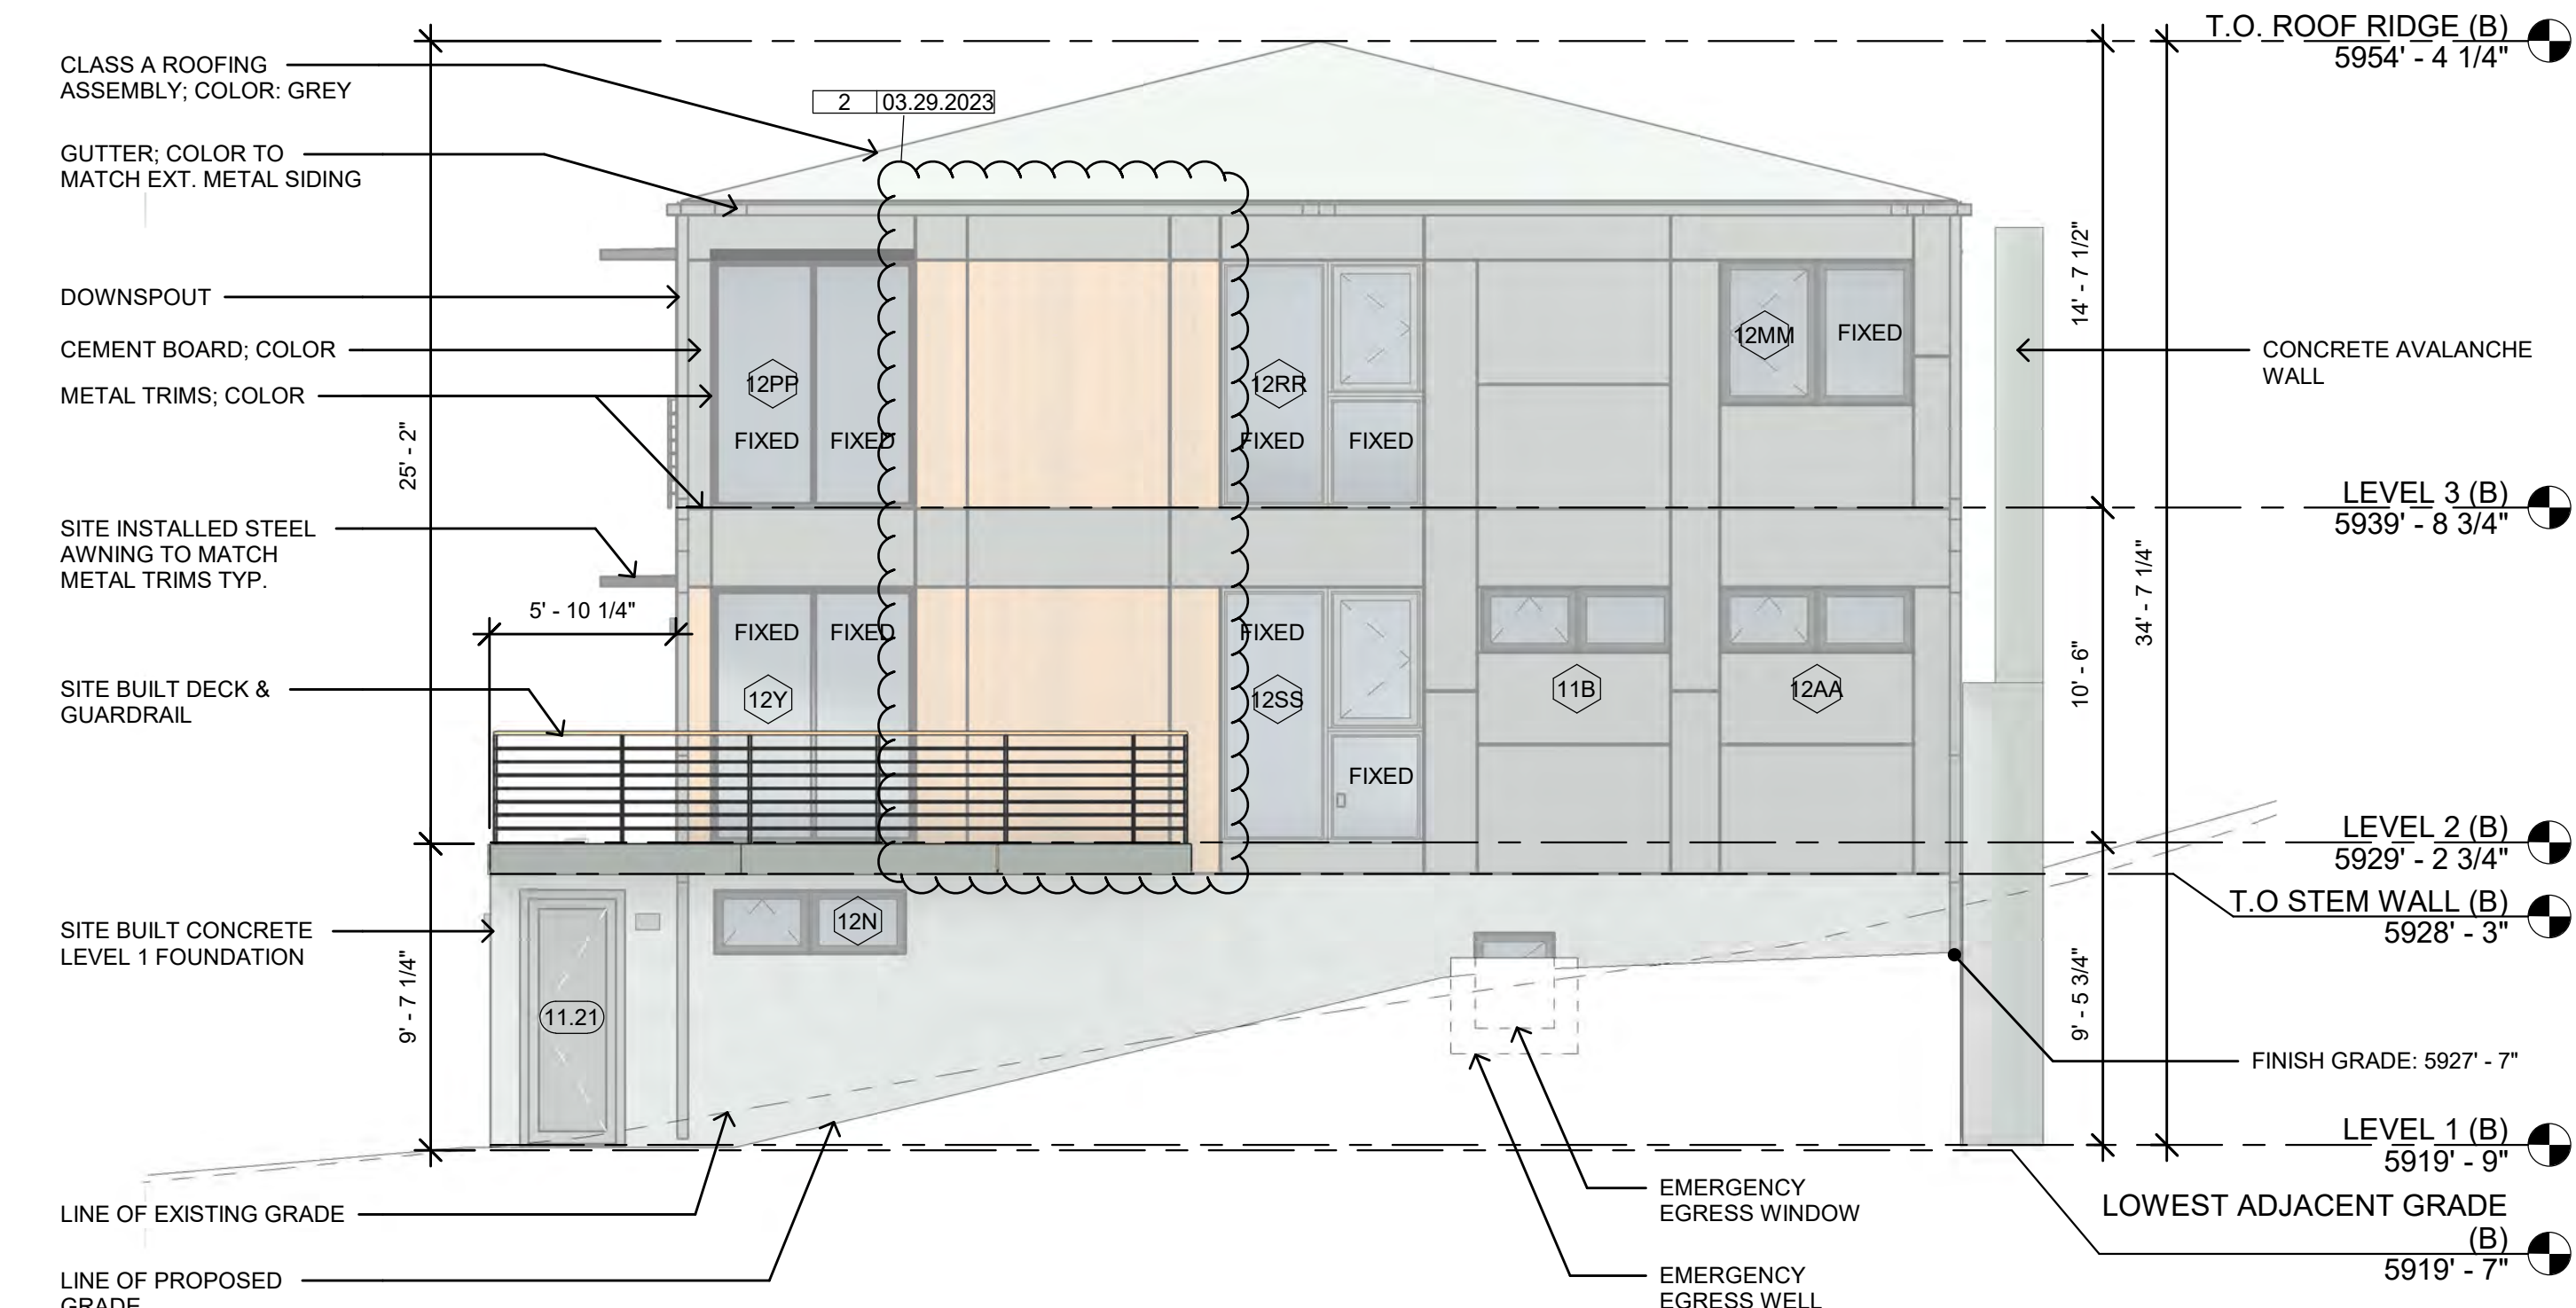 T.O. ROOF RIDGE (B)
5954' - 4 1/4"
CLASS A ROOFING
ASSEMBLY; COLOR: GREY
2 03.29.2023
GUTTER; COLOR TO
MATCH EXT. METAL SIDING
14' - 7 1/2"
DOWNSPOUT
12MM FIXED
CEMENT BOARD; COLOR
CONCRETE AVALANCHE
WALL
12PP
12RR
METAL TRIMS; COLOR
25' - 2"
FIXED FIXED
FIXED FIXED
LEVEL 3 (B)
5939' - 8 3/4"
SITE INSTALLED STEEL
AWNING TO MATCH
METAL TRIMS TYP.
34' - 7 1/4"
5' - 10 1/4"
FIXED FIXED
FIXED
10' - 6"
SITE BUILT DECK &
GUARDRAIL
12Y
12SS
11B
12AA
FIXED
LEVEL 2 (B)
5929' - 2 3/4"
T.O STEM WALL (B)
5928' - 3"
SITE BUILT CONCRETE
LEVEL 1 FOUNDATION
12N
9' - 7 1/4"
9' - 5 3/4"
11.21
FINISH GRADE: 5927' - 7"
LEVEL 1 (B)
5919' - 9"
LINE OF EXISTING GRADE
EMERGENCY
EGRESS WINDOW
LOWEST ADJACENT GRADE
(B)
5919' - 7"
LINE OF PROPOSED
GRADE
EMERGENCY
EGRESS WELL